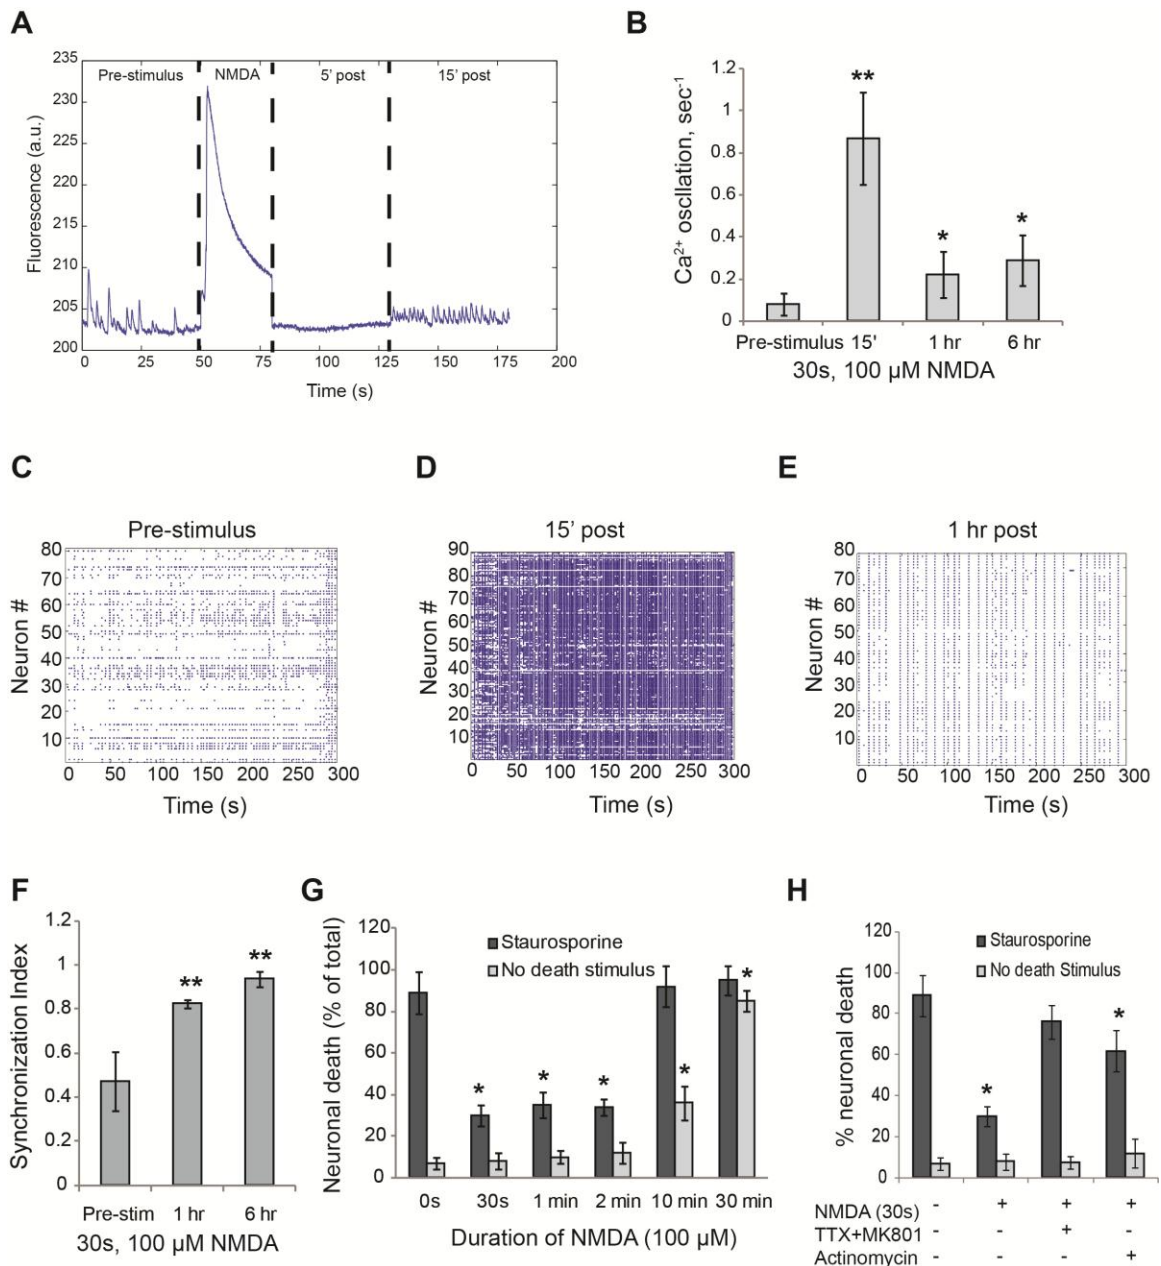 A
235
230
225
220
215
210
205
200
Fluorescence (a.u.)
Pre-stimulus
NMDA
5' post
15' post
0 25 50 75 100 125 150 175 200
Time (s)
B
1.2
1
0.8
0.6
0.4
0.2
0
Ca²⁺ oscllation, sec⁻¹
**
*
*
Pre-stimulus 15' 1 hr 6 hr
30s, 100 µM NMDA
C
Pre-stimulus
80
70
60
50
40
30
20
10
Neuron #
0 50 100 150 200 250 300
Time (s)
D
15' post
90
80
70
60
50
40
30
20
10
Neuron #
0 50 100 150 200 250 300
Time (s)
E
1 hr post
80
70
60
50
40
30
20
10
Neuron #
0 50 100 150 200 250 300
Time (s)
F
1.2
1
0.8
0.6
0.4
0.2
0
Synchronization Index
**
**
Pre-stim 1 hr 6 hr
30s, 100 µM NMDA
G
120
100
80
60
40
20
0
Neuronal death (% of total)
Staurosporine
No death stimulus
*
*
*
*
*
0s 30s 1 min 2 min 10 min 30 min
Duration of NMDA (100 µM)
H
120
100
80
60
40
20
0
% neuronal death
Staurosporine
No death Stimulus
*
*
- + + + NMDA (30s)
- - + - TTX+MK801
- - - + Actinomycin